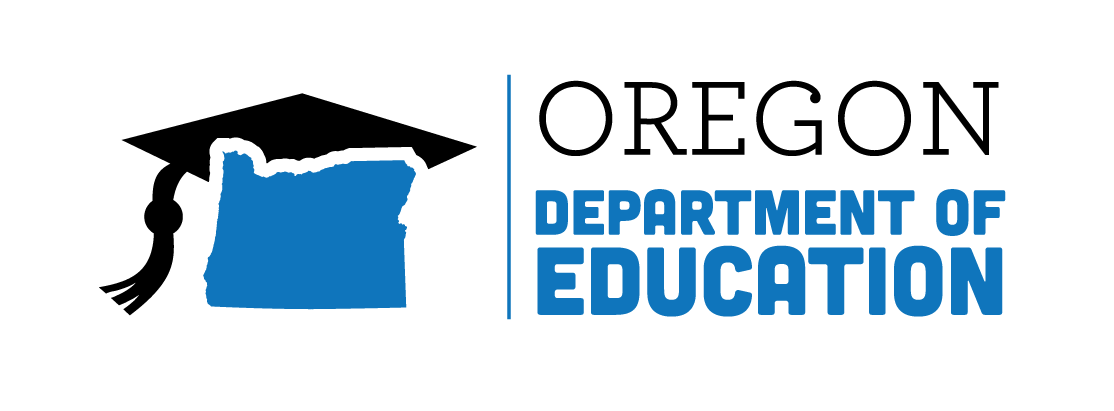 OREGON
DEPARTMENT OF
EDUCATION